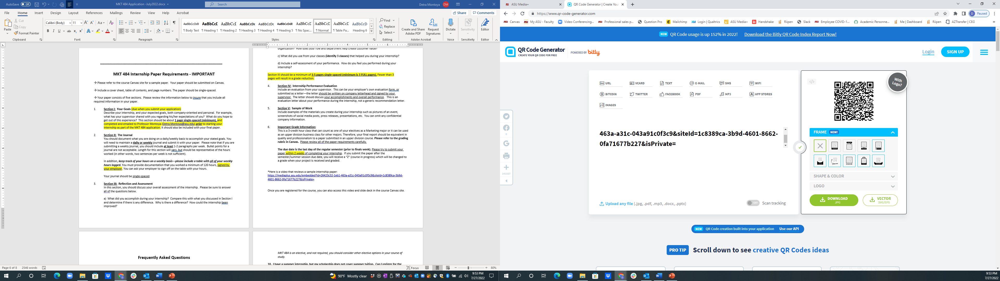 AutoSave Off
MKT 484 Application -July2022.docx
Search
Detra Montoya DM
File Home Insert Design Layout References Mailings Review View Help Acrobat
Share Comments
Paste
Cut
Copy
Format Painter
Calibri (Body) 11
AaBbCcDdE ¶ Body Text
AaBbCcI ¶ Heading 1
AaBbCcI ¶ Heading 2
AaBbCcDc ¶ Heading 3
AaBbCcDc ¶ Heading 4
AaBbCcDdE ¶ Heading 5
AaBbCcI ¶ No Spac...
AaBbCcI ¶ Normal
AaBbCcI ¶ Table Pa...
AaBbCcD Heading 6
Find
Replace
Select
Create and Share Adobe PDF
Request Signatures
Dictate
Sensitivity
Editor
Clipboard Font Paragraph Styles Editing Adobe Acrobat Voice Sensitivity Editor
MKT 484 Internship Paper Requirements - IMPORTANT
→ Please refer to the course Canvas site for a sample paper. Your paper should be submitted on Canvas.
→ Include a cover sheet, table of contents, and page numbers. The paper should be single-spaced.
→ Your paper consists of five sections. Please review the information below to insure that you include all
required information in your paper.
1. Section I: Your Goals (due when you submit your application)
Describe your internship, and your expected goals, both company-oriented and personal. For example,
what has your supervisor shared with you regarding his/her expectations of you? What do you hope to
get out of this experience? This section should be about 1 page single-spaced (minimum), and
completed and emailed to Professor Montoya (Detra.Montoya@asu.edu) prior to starting your
internship as part of the MKT 484 application. It should also be included with your final paper.
2. Section II: The Journal
You should document what you are doing on a daily/weekly basis to accomplish your stated goals. You
will need to maintain a daily or weekly journal and submit it with your paper. Please note that if you are
submitting a weekly journal, you should include at least 1-2 paragraphs per week. Bullet points for a
journal are not acceptable. Length for this section will vary, but should be representative of the hours
worked (in other words, two sentences per week is not sufficient).
In addition, keep track of your hours on a weekly basis—please include a table with all of your weekly
hours logged. You must provide documentation that you worked a minimum of 120 hours, signed by
your employer. You can ask your employer to sign off on the table with your hours.
Your journal should be single-spaced.
3. Section III: Reflection and Assessment
In this section, you should discuss your overall assessment of the internship. Please be sure to answer
all of the questions below.
a) What did you accomplish during your internship? Compare this with what you discussed in Section I
and determine if there is any difference. Why is there a difference? How could the internship been
improved?
Frequently Asked Questions
organization? How does your role and department help create customer value?
c) What did you use from your classes (identify 3 classes) that helped you during your internship?
d) Include a self-assessment of your performance. How do you feel you performed during your
internship?
Section III should be a minimum of 3-5 pages single-spaced (minimum is 3 FULL pages). Fewer than 3
pages will result in a grade reduction.
4. Section IV: Internship Performance Evaluation
Include an evaluation from your supervisor. This can be your employer's own evaluation form, or
submitted as a letter—the letter should be written on company letterhead and signed by your
supervisor. The letter should discuss your accomplishments and overall performance. This is an
evaluation letter about your performance during the internship, not a generic recommendation letter.
5. Section V: Sample of Work
Include examples of the materials you create during your internship such as pictures of an event,
screenshots of social media posts, press releases, presentations, etc. You can omit any confidential
company information.
6. Important Grade Information:
This is a 3-credit hour class that can count as one of your electives as a Marketing major or it can be used
as an upper division business class for other majors. Therefore, your final report should be equivalent in
quality and professionalism to a paper submitted in an upper division course. Please refer to the grading
rubric in Canvas. Please review all of the paper requirements carefully.
The due date is the last day of the regular semester (prior to finals week). Please try to submit your
paper within 2 weeks of completing your internship. If you submit the paper after the
semester/summer session due date, you will receive a "Z" (course in progress) which will be changed to
a grade when your project is received and graded.
*Here is a video that reviews a sample internship paper:
https://mediaplus.asu.edu/embedded?id=26423c32-1eb1-463a-a31c-043a91c0f3c9&siteId=1c8389ca-3b9d-
4601-8662-0fa71677b227&isPrivate=
Once you are registered for the course, you can also access this video and slide deck in the course Canvas site.
MKT 484 is an elective, and not required, you should consider other elective options in your course of
study.
10. I have a summer internship, but my scholarship does not cover summer tuition. Can I register for the
Page 6 of 8 2546 words
Focus 80%
90°F Mostly clear
9:53 PM
7/27/2022
ASU Media+
QR Code Generator | Create You
https://www.qr-code-generator.com
D Paused
Canvas My ASU - Faculty Video Conferencing... Professional sales p... Question Pro Mailchimp Login | Qualtrics ASU Media+ Handshake Riipen Slack Employee COVID-1... Academic Personne... Me | Dashboard Riipen AZTransfer | CEG
NEW QR Code usage is up 152% in 2022! Download the Bitly QR Code Index Report Now!
QR Code Generator
CREATE YOUR QR CODE FOR FREE
POWERED BY bitly
Login SIGN UP
URL VCARD TEXT E-MAIL SMS WIFI
BITCOIN TWITTER FACEBOOK PDF MP3 APP STORES
IMAGES
463a-a31c-043a91c0f3c9&siteId=1c8389ca-3b9d-4601-8662-
0fa71677b227&isPrivate=
Upload any file (.jpg, .pdf, .mp3, .docx, .pptx)
OFF Scan tracking
With Logo?
FRAME NEW!
SHAPE & COLOR
LOGO
DOWNLOAD .JPG
VECTOR SVG/EPS
NEW QR Code creation built into your application Use our API
PRO TIP Scroll down to see creative QR Codes ideas
9:53 PM
7/27/2022